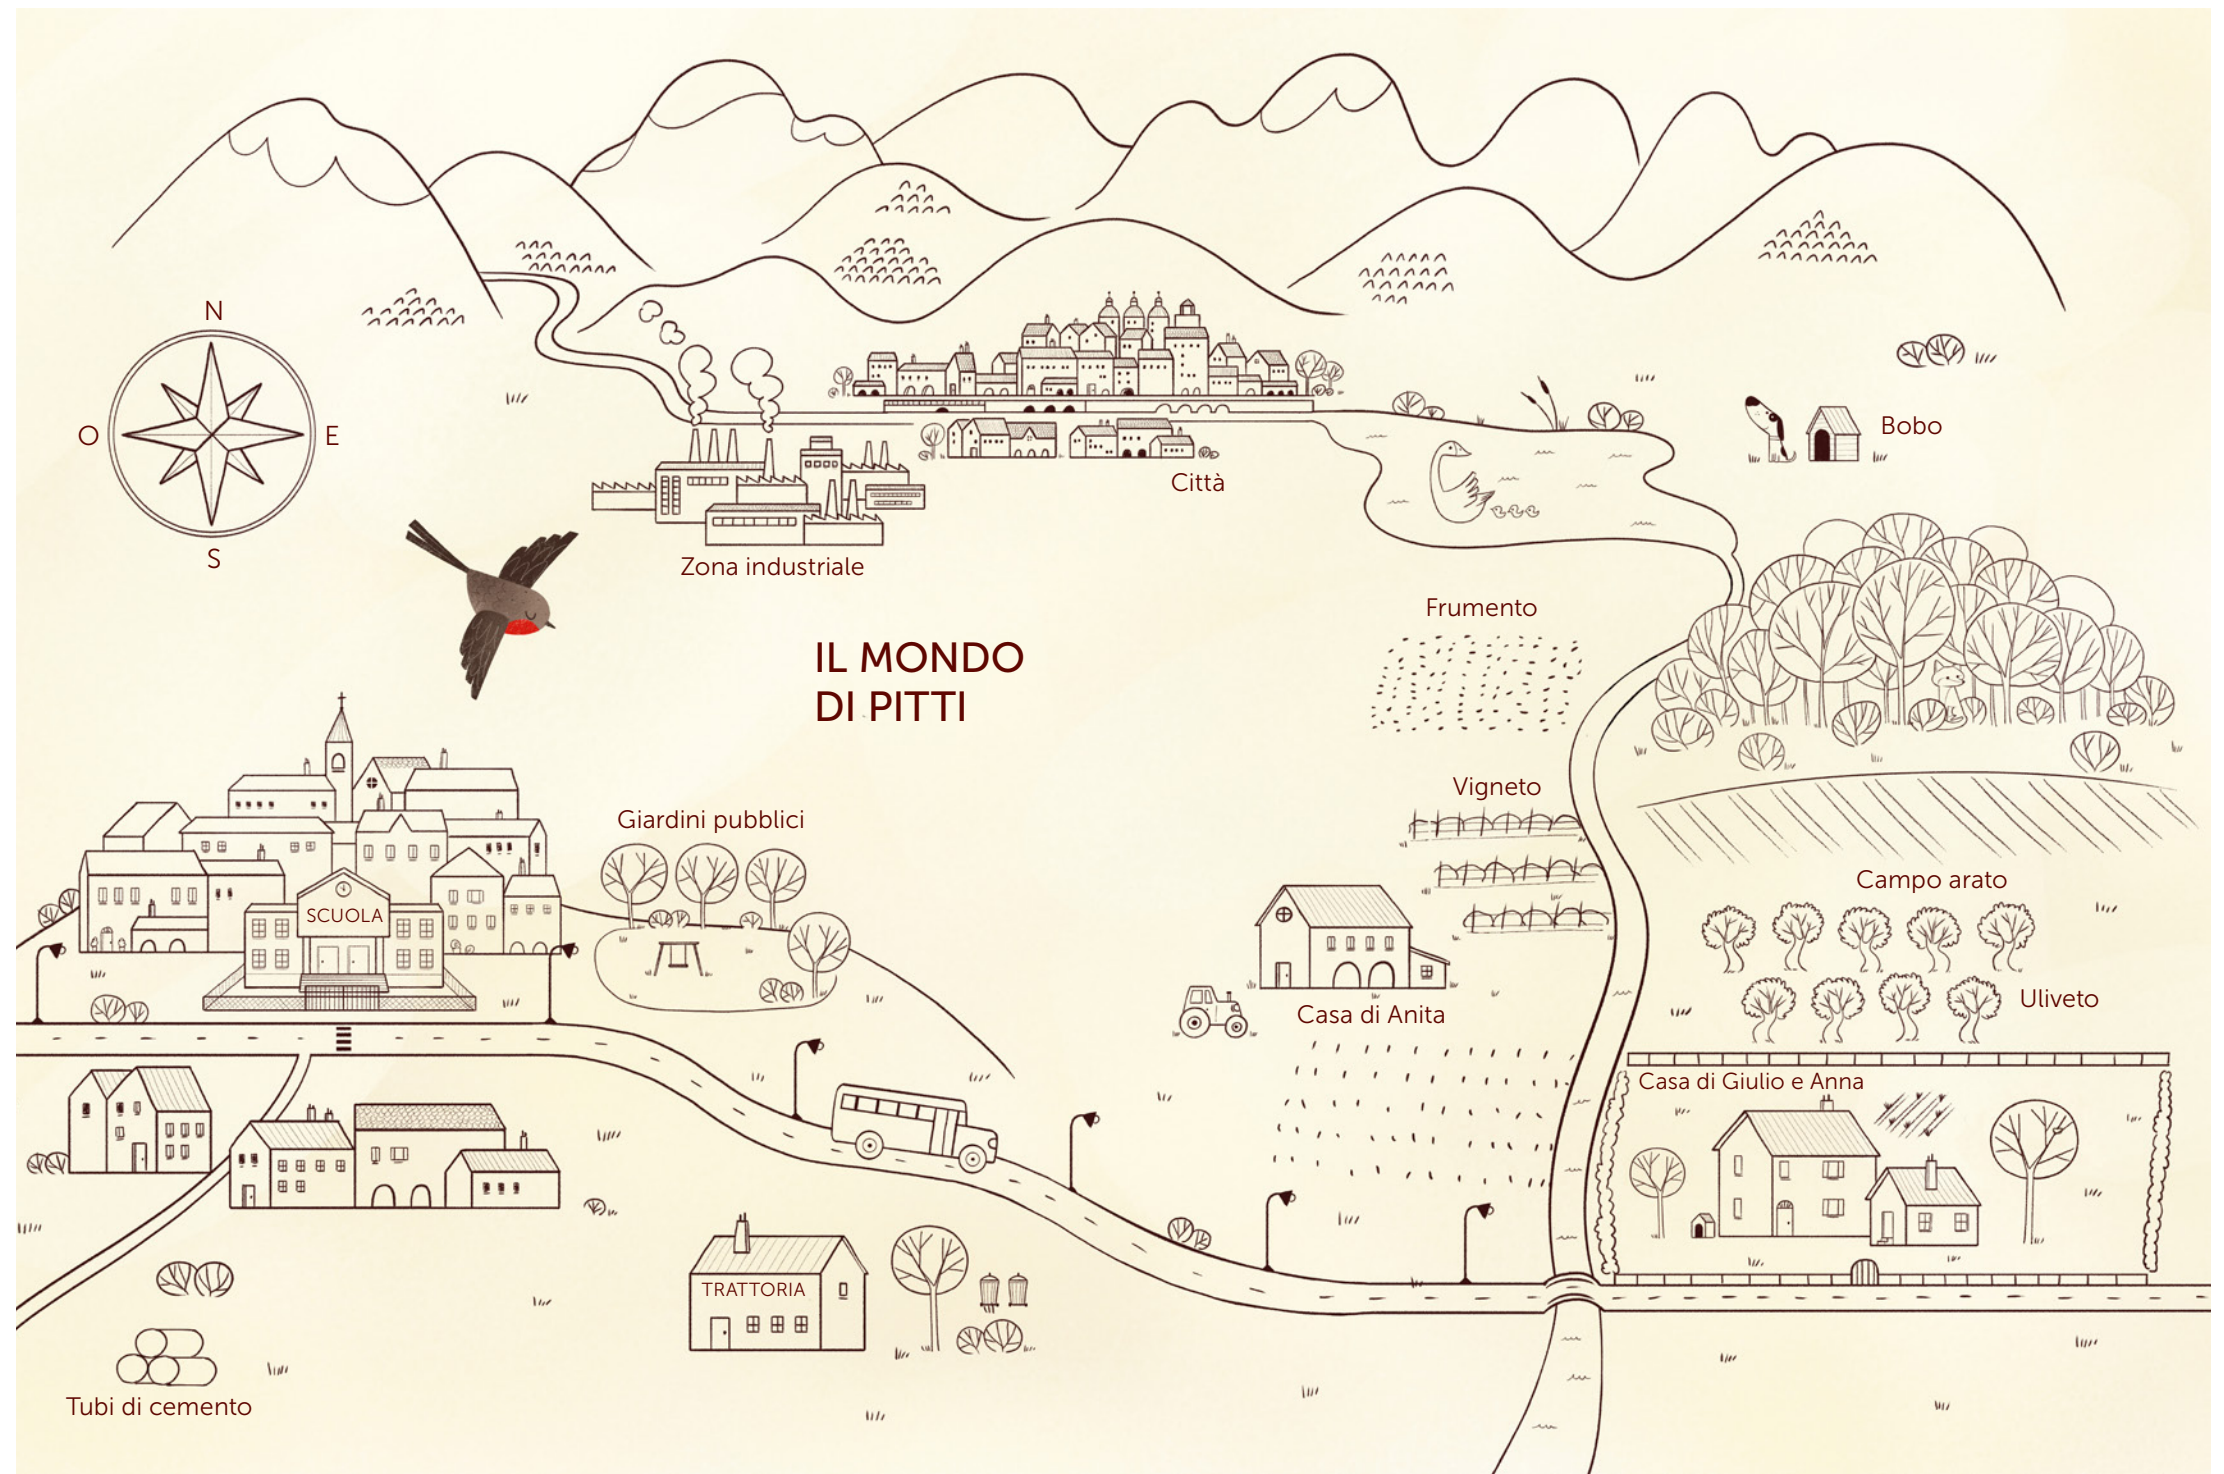 N
O
E
S
Città
Bobo
Zona industriale
Frumento
IL MONDO
DI PITTI
Vigneto
Giardini pubblici
Campo arato
SCUOLA
Casa di Anita
Uliveto
Casa di Giulio e Anna
TRATTORIA
Tubi di cemento